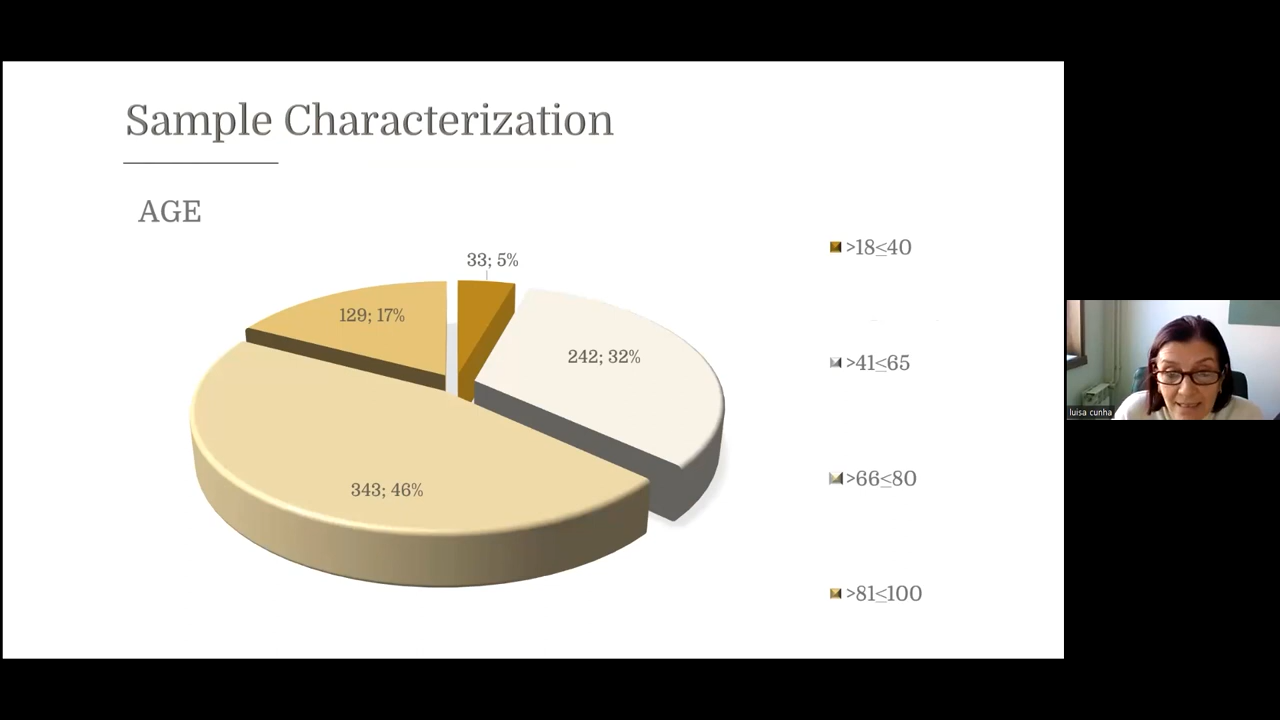 Sample Characterization
AGE
33; 5%
129; 17%
242; 32%
343; 46%
>18≤40
>41≤65
>66≤80
>81≤100
luisa cunha